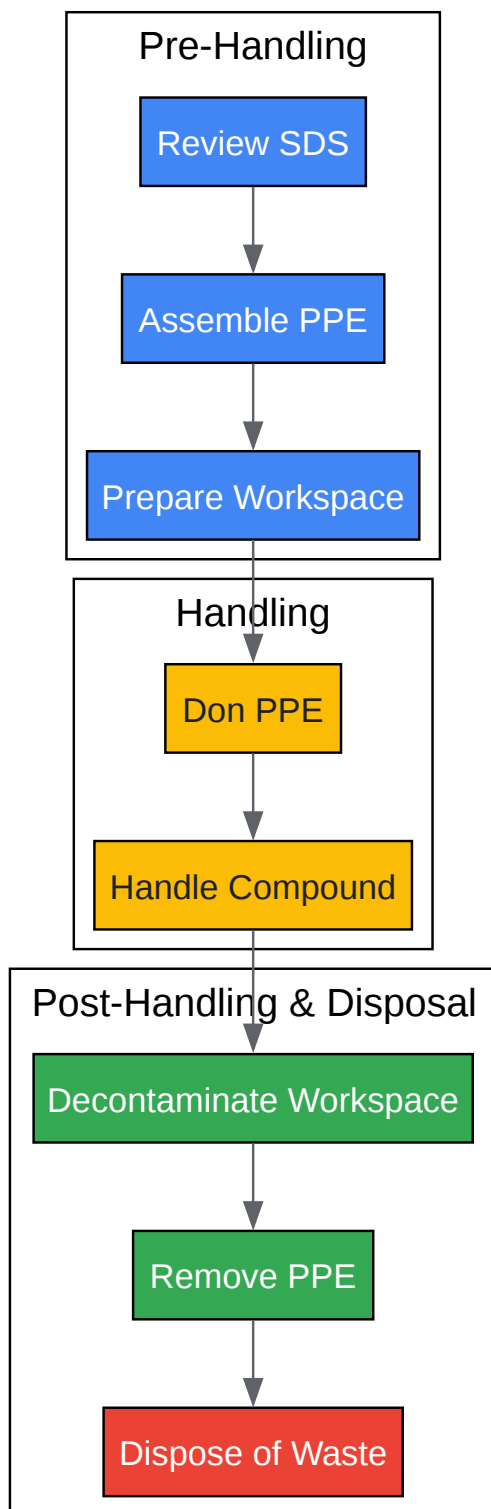 Pre-Handling
Review SDS
Assemble PPE
Prepare Workspace
Handling
Don PPE
Handle Compound
Post-Handling & Disposal
Decontaminate Workspace
Remove PPE
Dispose of Waste